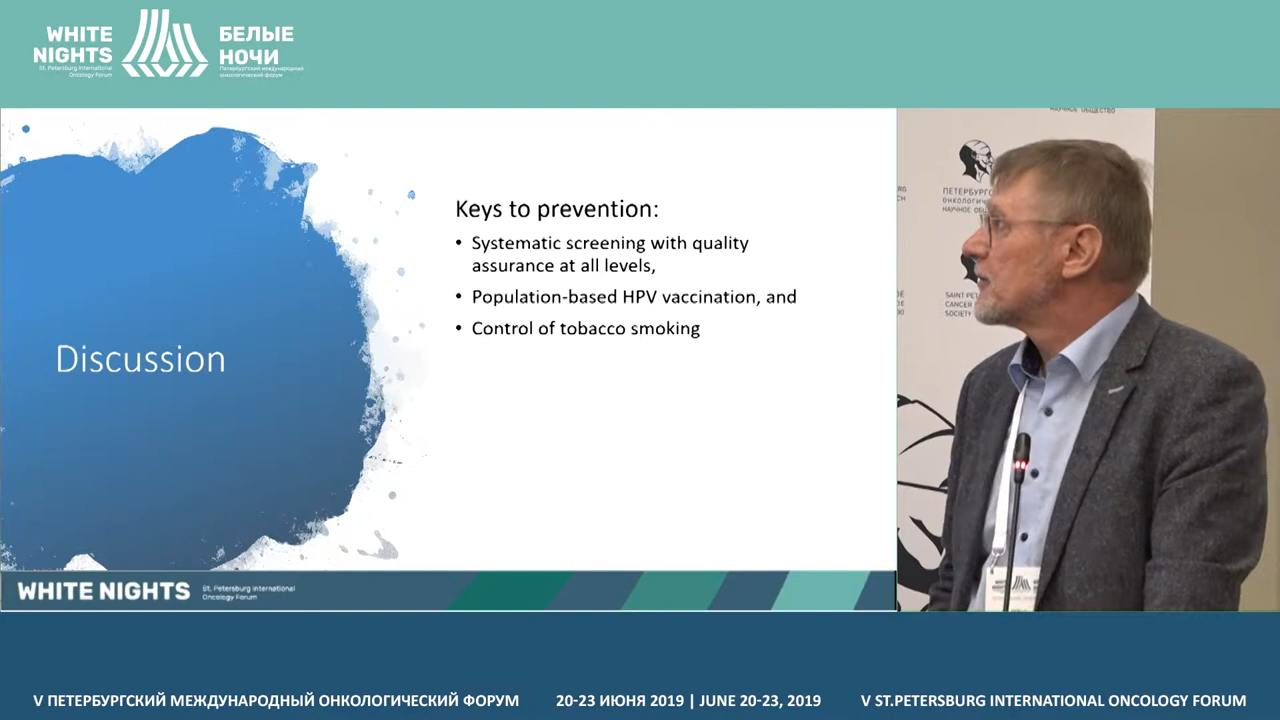 WHITE
NIGHTS
St. Petersburg International
Oncology Forum
БЕЛЫЕ
НОЧИ
Петербургский международный
онкологический форум
Discussion
Keys to prevention:
• Systematic screening with quality
assurance at all levels,
• Population-based HPV vaccination, and
• Control of tobacco smoking
WHITE NIGHTS
St. Petersburg International
Oncology Forum
НАУЧНОЕ ОБЩЕСТВО
SAINT PET
CANCER
SOCIETY
V ПЕТЕРБУРГСКИЙ МЕЖДУНАРОДНЫЙ ОНКОЛОГИЧЕСКИЙ ФОРУМ
20-23 ИЮНЯ 2019 | JUNE 20-23, 2019
V ST.PETERSBURG INTERNATIONAL ONCOLOGY FORUM